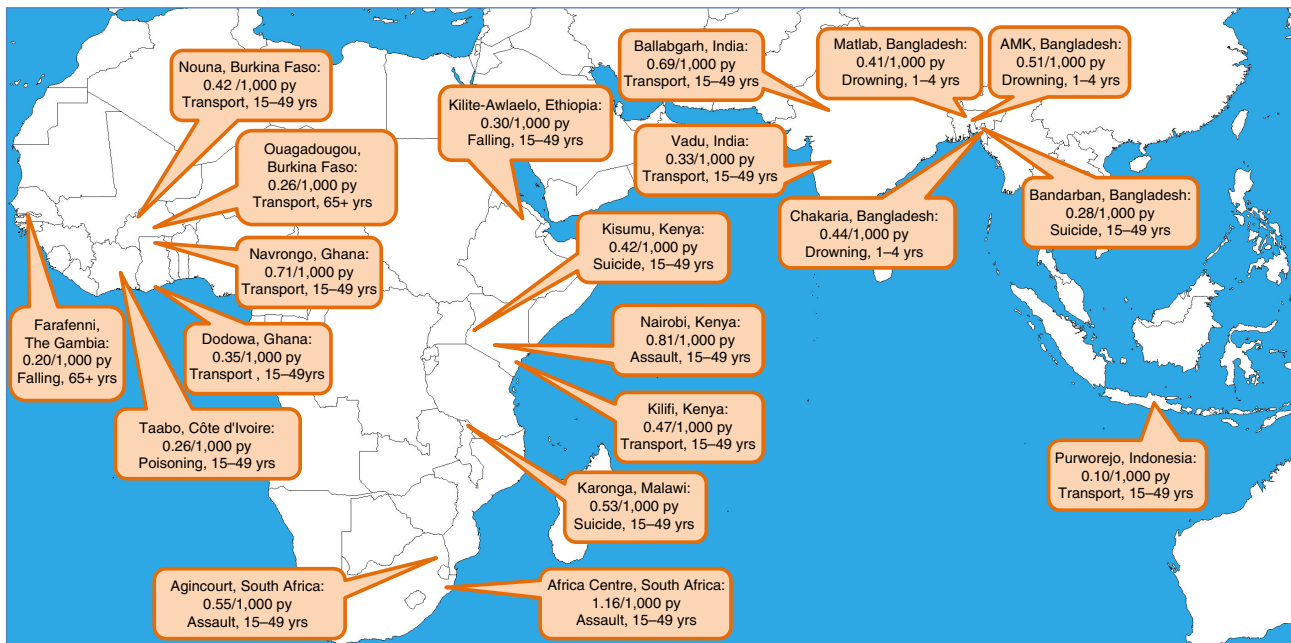 Nouna, Burkina Faso:
0.42 /1,000 py
Transport, 15–49 yrs
Ouagadougou,
Burkina Faso:
0.26/1,000 py
Transport, 65+ yrs
Navrongo, Ghana:
0.71/1,000 py
Transport, 15–49 yrs
Farafenni,
The Gambia:
0.20/1,000 py
Falling, 65+ yrs
Dodowa, Ghana:
0.35/1,000 py
Transport , 15–49yrs
Taabo, Côte d'Ivoire:
0.26/1,000 py
Poisoning, 15–49 yrs
Kilite-Awlaelo, Ethiopia:
0.30/1,000 py
Falling, 15–49 yrs
Kisumu, Kenya:
0.42/1,000 py
Suicide, 15–49 yrs
Nairobi, Kenya:
0.81/1,000 py
Assault, 15–49 yrs
Kilifi, Kenya:
0.47/1,000 py
Transport, 15–49 yrs
Karonga, Malawi:
0.53/1,000 py
Suicide, 15–49 yrs
Agincourt, South Africa:
0.55/1,000 py
Assault, 15–49 yrs
Africa Centre, South Africa:
1.16/1,000 py
Assault, 15–49 yrs
Ballabgarh, India:
0.69/1,000 py
Transport, 15–49 yrs
Matlab, Bangladesh:
0.41/1,000 py
Drowning, 1–4 yrs
AMK, Bangladesh:
0.51/1,000 py
Drowning, 1–4 yrs
Vadu, India:
0.33/1,000 py
Transport, 15–49 yrs
Chakaria, Bangladesh:
0.44/1,000 py
Drowning, 1–4 yrs
Bandarban, Bangladesh:
0.28/1,000 py
Suicide, 15–49 yrs
Purworejo, Indonesia:
0.10/1,000 py
Transport, 15–49 yrs